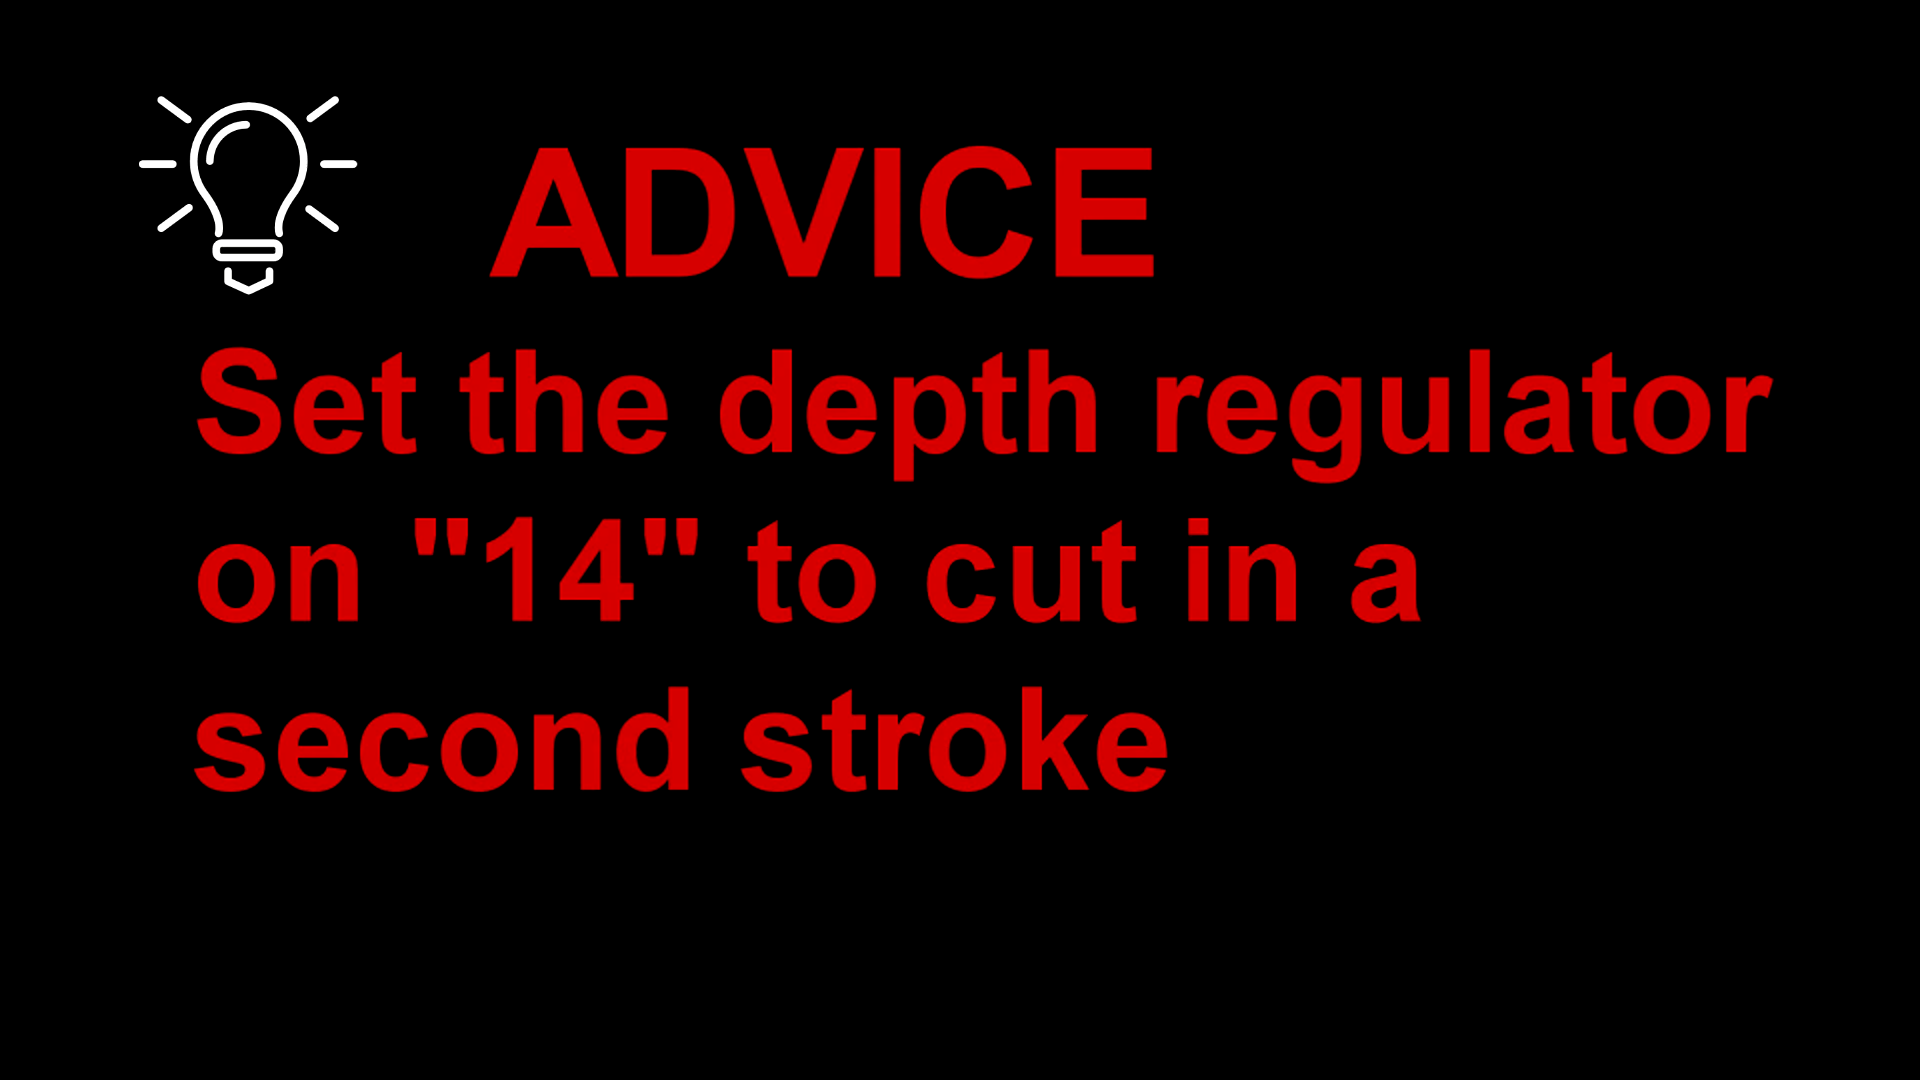 ADVICE
Set the depth regulator
on "14" to cut in a
second stroke